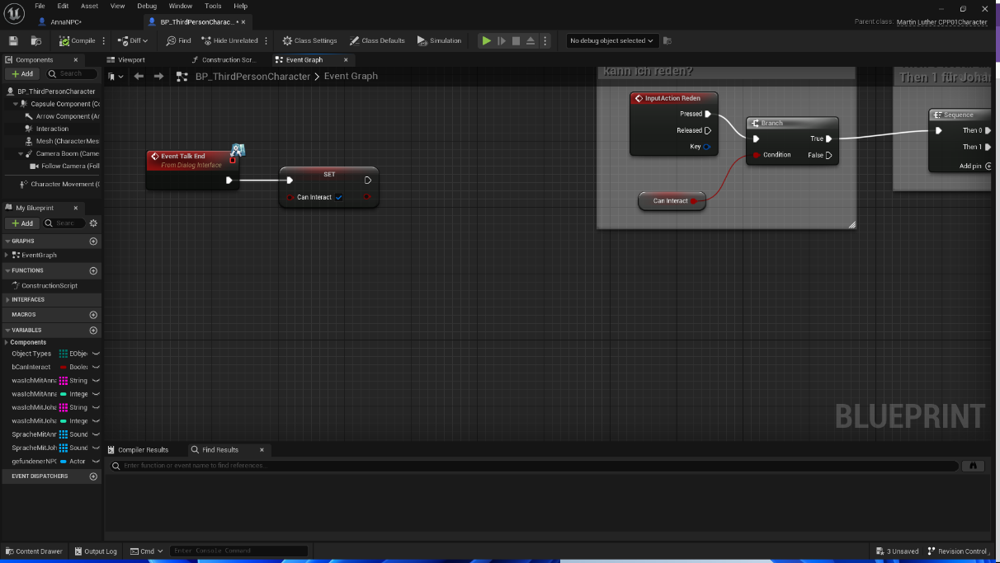 File Edit Asset View Debug Window Tools Help
AnnaNPC•
BP_ThirdPersonCharac... •
Parent class: Martin Luther CPP01Character
Compile
Diff
Find
Hide Unrelated
Class Settings
Class Defaults
Simulation
No debug object selected
Components
Viewport
Construction Scr...
Event Graph
Add
Search
BP_ThirdPersonCharacter > Event Graph
BP_ThirdPersonCharacter
Capsule Component (Co
Arrow Component (Ar
Interaction
Mesh (CharacterMes
Camera Boom (Came
Follow Camera (Foll
Character Movement (C
My Blueprint
Add
Searc
GRAPHS
EventGraph
FUNCTIONS
ConstructionScript
INTERFACES
MACROS
VARIABLES
Components
Object Types EObje
bCanInteract Boolea
wasIchMitAnna String
wasIchMitAnna Intege
wasIchMitJoha String
wasIchMitJoha Intege
SpracheMitAnn Sound
SpracheMitJoh Sound
gefundenerNPC Actor
EVENT DISPATCHERS
Event Talk End
From Dialog Interface
SET
Can Interact
kann ich reden?
InputAction Reden
Pressed
Released
Key
Branch
True
Condition
False
Can Interact
Then 1 für Johan
Sequence
Then 0
Then 1
Add pin
BLUEPRINT
Compiler Results
Find Results
Enter function or event name to find references...
Content Drawer
Output Log
Cmd
Enter Console Command
3 Unsaved
Revision Control